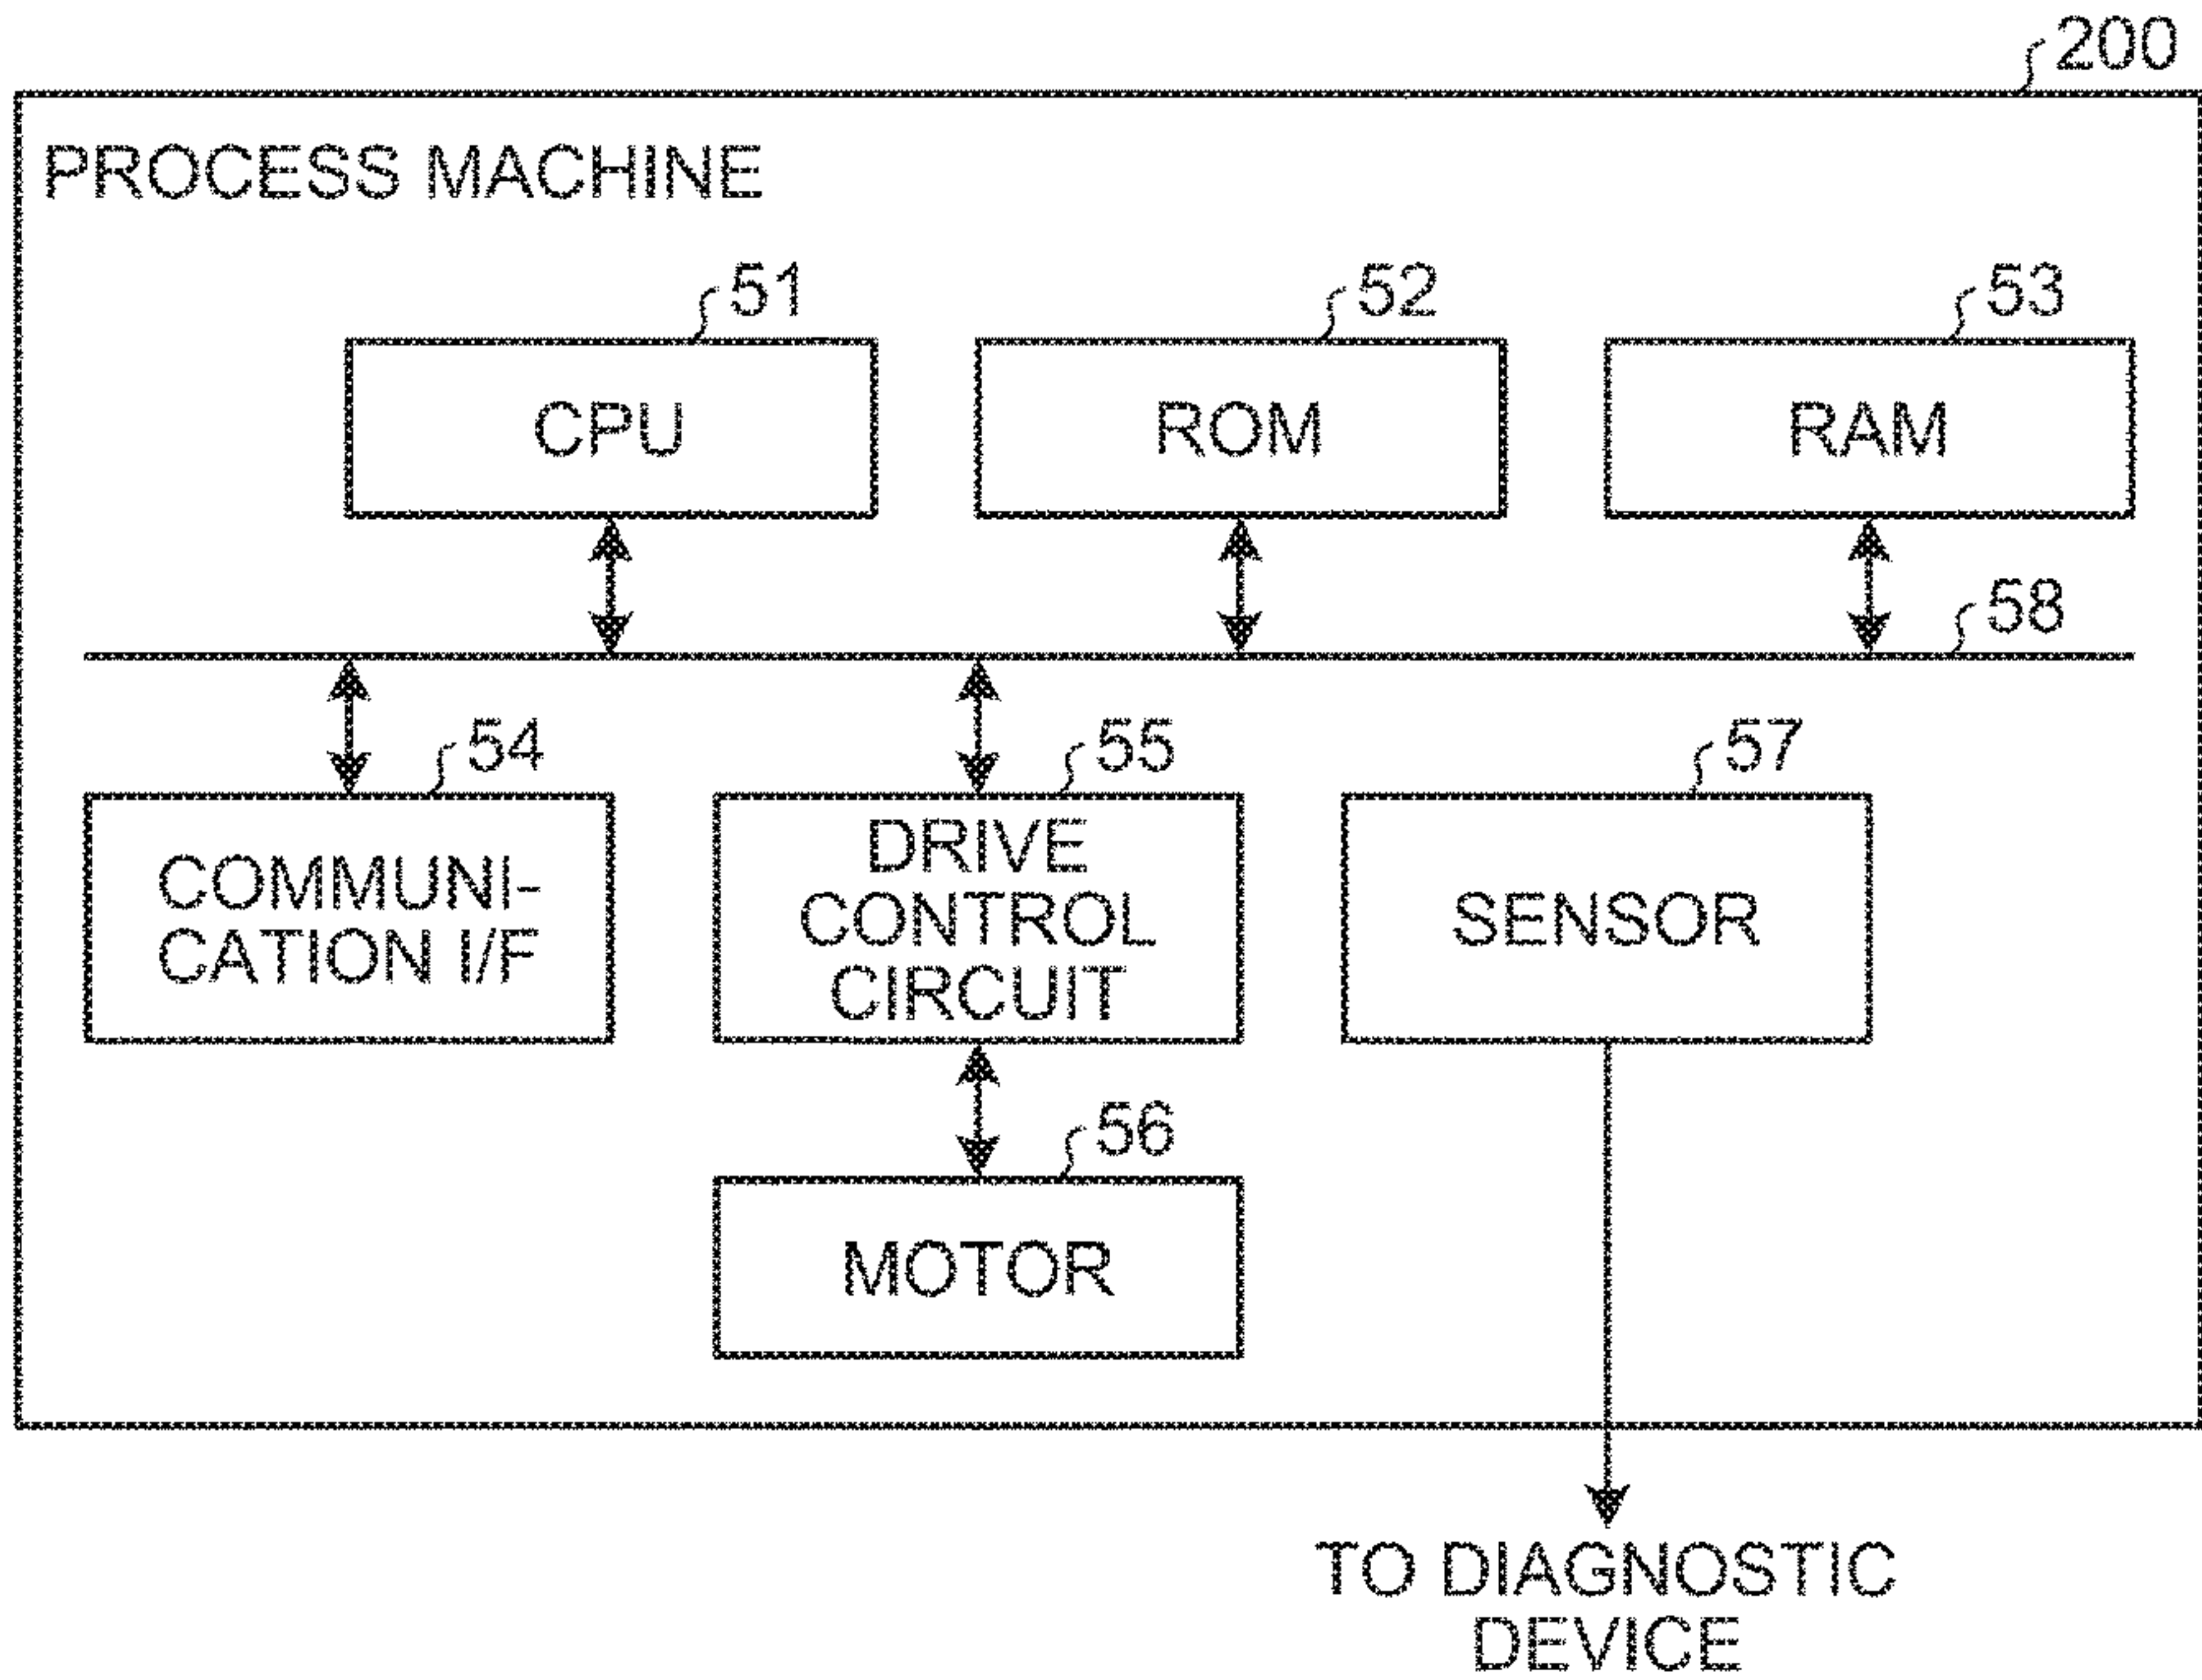 200
PROCESS MACHINE
51
52
53
CPU
ROM
RAM
58
54
55
57
COMMUNI-
CATION I/F
DRIVE
CONTROL
CIRCUIT
SENSOR
56
MOTOR
TO DIAGNOSTIC
DEVICE